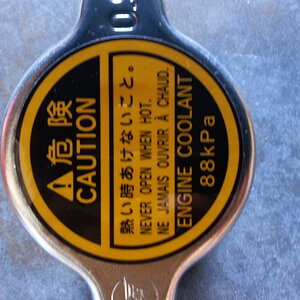 危険
CAUTION
熱い時あけないこと。
NEVER OPEN WHEN HOT.
NE JAMAIS OUVRIR À CHAUD.
ENGINE COOLANT
88kPa